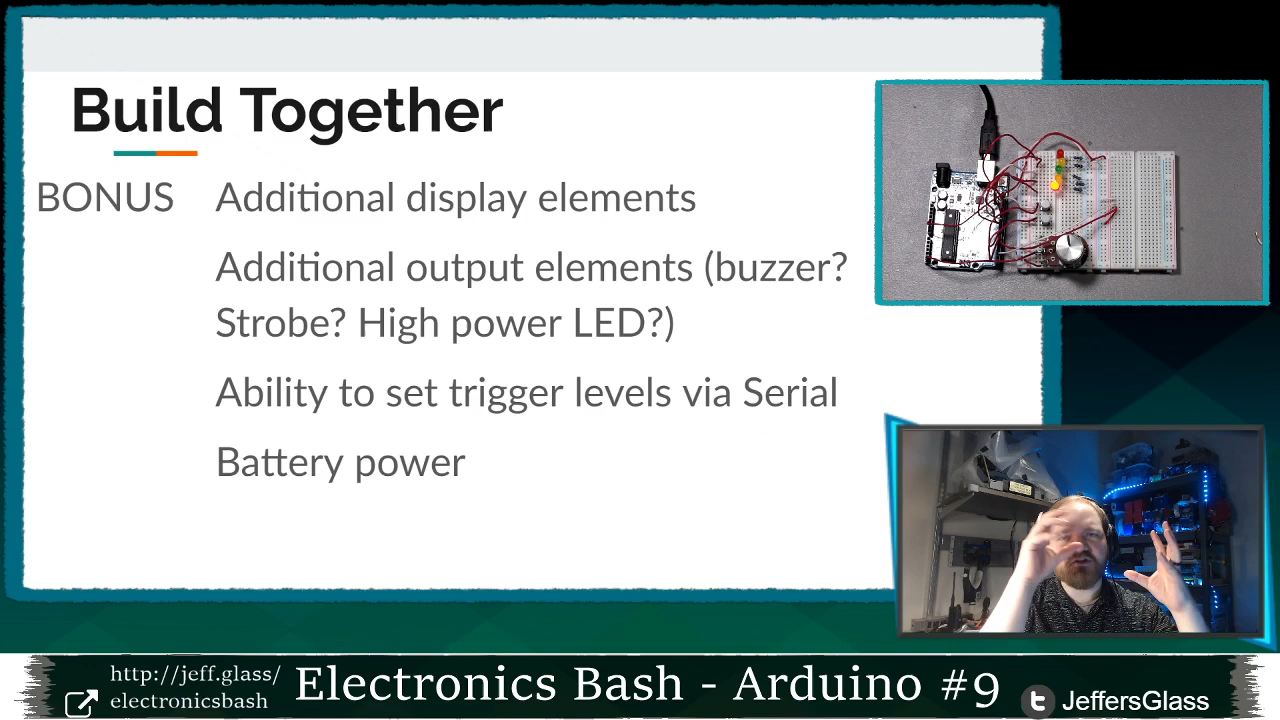 Build Together
BONUS Additional display elements
Additional output elements (buzzer?
Strobe? High power LED?)
Ability to set trigger levels via Serial
Battery power
http://jeff.glass/
electronicsbash
Electronics Bash - Arduino #9
JeffersGlass